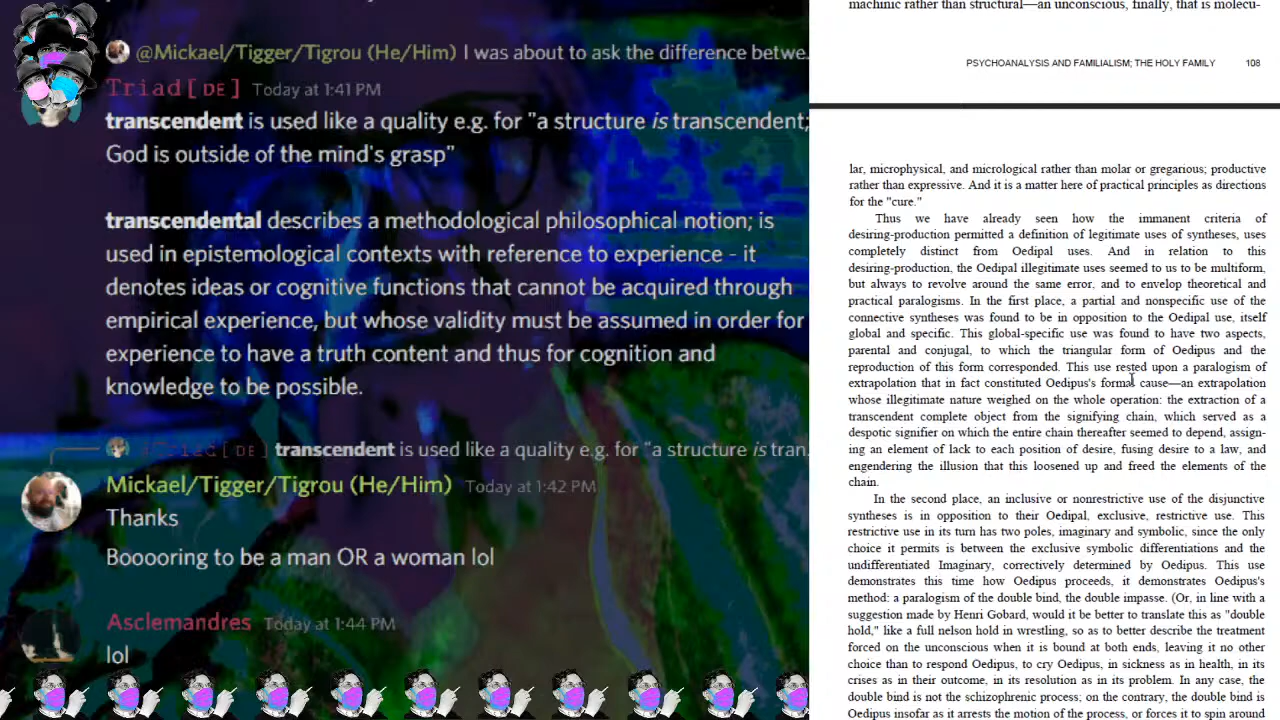 @Mickael/Tigger/Tigrou (He/Him) I was about to ask the difference betwe..
Triad[DE] Today at 1:41 PM
transcendent is used like a quality e.g. for "a structure is transcendent;
God is outside of the mind's grasp"
transcendental describes a methodological philosophical notion; is
used in epistemological contexts with reference to experience - it
denotes ideas or cognitive functions that cannot be acquired through
empirical experience, but whose validity must be assumed in order for
experience to have a truth content and thus for cognition and
knowledge to be possible.
@Triad[DE] transcendent is used like a quality e.g. for "a structure is tran..
Mickael/Tigger/Tigrou (He/Him) Today at 1:42 PM
Thanks
Booooring to be a man OR a woman lol
Asclemandres Today at 1:44 PM
lol
machinic rather than structural—an unconscious, finally, that is molecu-
PSYCHOANALYSIS AND FAMILIALISM; THE HOLY FAMILY 108
lar, microphysical, and micrological rather than molar or gregarious; productive
rather than expressive. And it is a matter here of practical principles as directions
for the "cure."
Thus we have already seen how the immanent criteria of
desiring-production permitted a definition of legitimate uses of syntheses, uses
completely distinct from Oedipal uses. And in relation to this
desiring-production, the Oedipal illegitimate uses seemed to us to be multiform,
but always to revolve around the same error, and to envelop theoretical and
practical paralogisms. In the first place, a partial and nonspecific use of the
connective syntheses was found to be in opposition to the Oedipal use, itself
global and specific. This global-specific use was found to have two aspects,
parental and conjugal, to which the triangular form of Oedipus and the
reproduction of this form corresponded. This use rested upon a paralogism of
extrapolation that in fact constituted Oedipus's formal cause—an extrapolation
whose illegitimate nature weighed on the whole operation: the extraction of a
transcendent complete object from the signifying chain, which served as a
despotic signifier on which the entire chain thereafter seemed to depend, assign-
ing an element of lack to each position of desire, fusing desire to a law, and
engendering the illusion that this loosened up and freed the elements of the
chain.
In the second place, an inclusive or nonrestrictive use of the disjunctive
syntheses is in opposition to their Oedipal, exclusive, restrictive use. This
restrictive use in its turn has two poles, imaginary and symbolic, since the only
choice it permits is between the exclusive symbolic differentiations and the
undifferentiated Imaginary, correctively determined by Oedipus. This use
demonstrates this time how Oedipus proceeds, it demonstrates Oedipus's
method: a paralogism of the double bind, the double impasse. (Or, in line with a
suggestion made by Henri Gobard, would it be better to translate this as "double
hold," like a full nelson hold in wrestling, so as to better describe the treatment
forced on the unconscious when it is bound at both ends, leaving it no other
choice than to respond Oedipus, to cry Oedipus, in sickness as in health, in its
crises as in their outcome, in its resolution as in its problem. In any case, the
double bind is not the schizophrenic process; on the contrary, the double bind is
Oedipus insofar as it arrests the motion of the process, or forces it to spin around